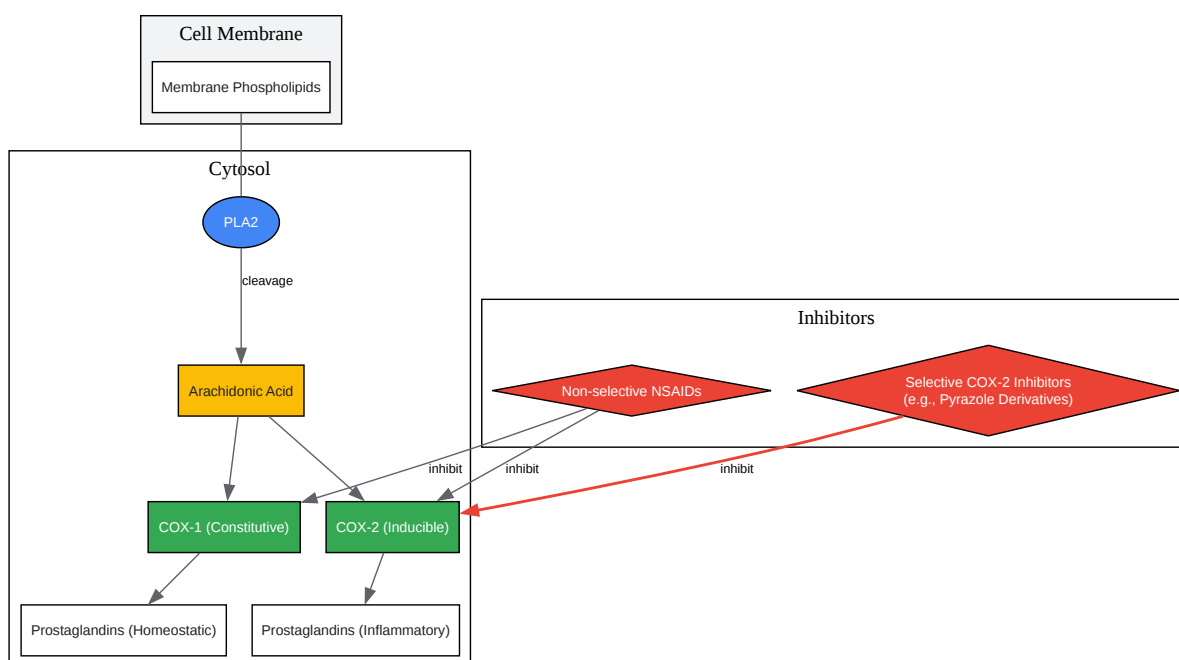 Cell Membrane
Membrane Phospholipids
Cytosol
PLA2
cleavage
Inhibitors
Arachidonic Acid
Non-selective NSAIDs
Selective COX-2 Inhibitors
(e.g., Pyrazole Derivatives)
inhibit
inhibit
inhibit
COX-1 (Constitutive)
COX-2 (Inducible)
Prostaglandins (Homeostatic)
Prostaglandins (Inflammatory)